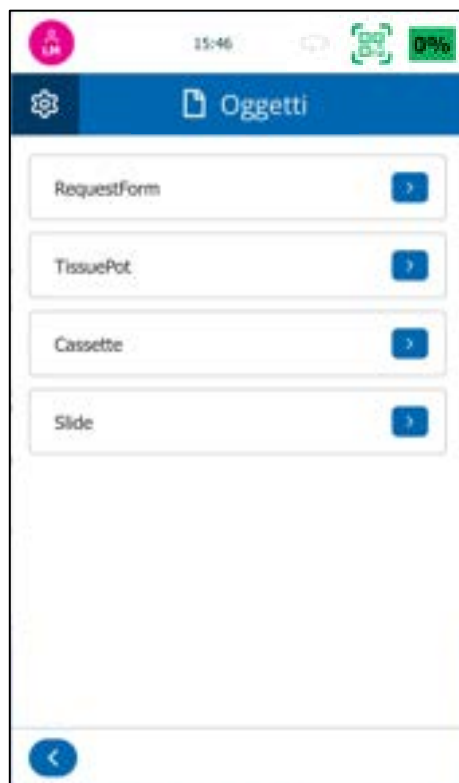 LM
15:46
0%
Oggetti
RequestForm
TissuePot
Cassette
Slide